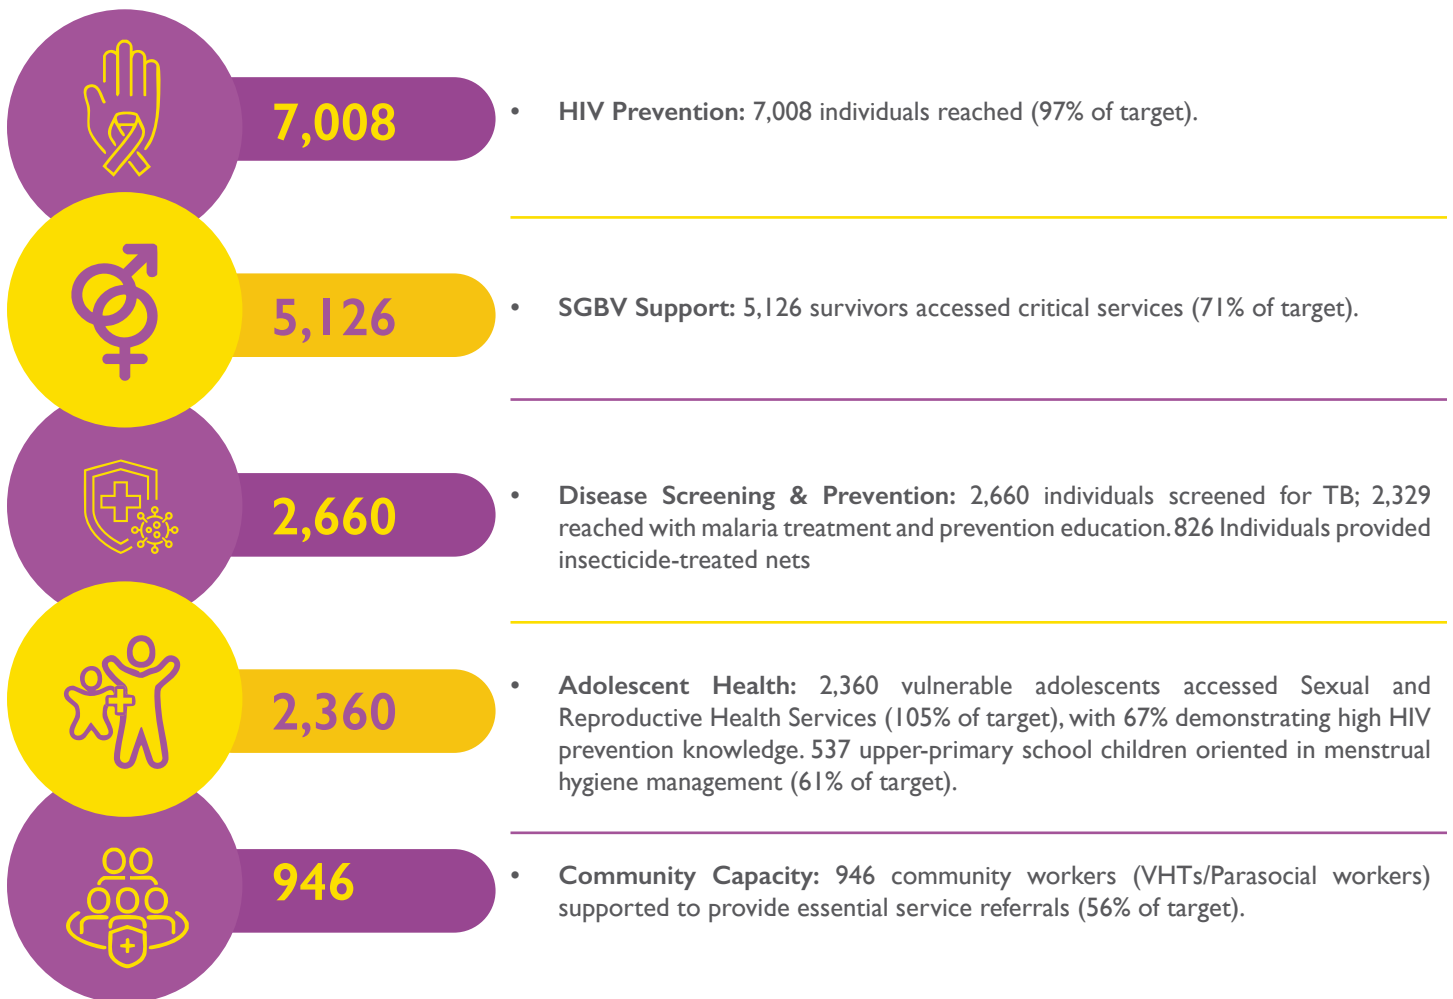 7,008
• HIV Prevention: 7,008 individuals reached (97% of target).
5,126
• SGBV Support: 5,126 survivors accessed critical services (71% of target).
2,660
• Disease Screening & Prevention: 2,660 individuals screened for TB; 2,329
reached with malaria treatment and prevention education. 826 Individuals provided
insecticide-treated nets
2,360
• Adolescent Health: 2,360 vulnerable adolescents accessed Sexual and
Reproductive Health Services (105% of target), with 67% demonstrating high HIV
prevention knowledge. 537 upper-primary school children oriented in menstrual
hygiene management (61% of target).
946
• Community Capacity: 946 community workers (VHTs/Parasocial workers)
supported to provide essential service referrals (56% of target).